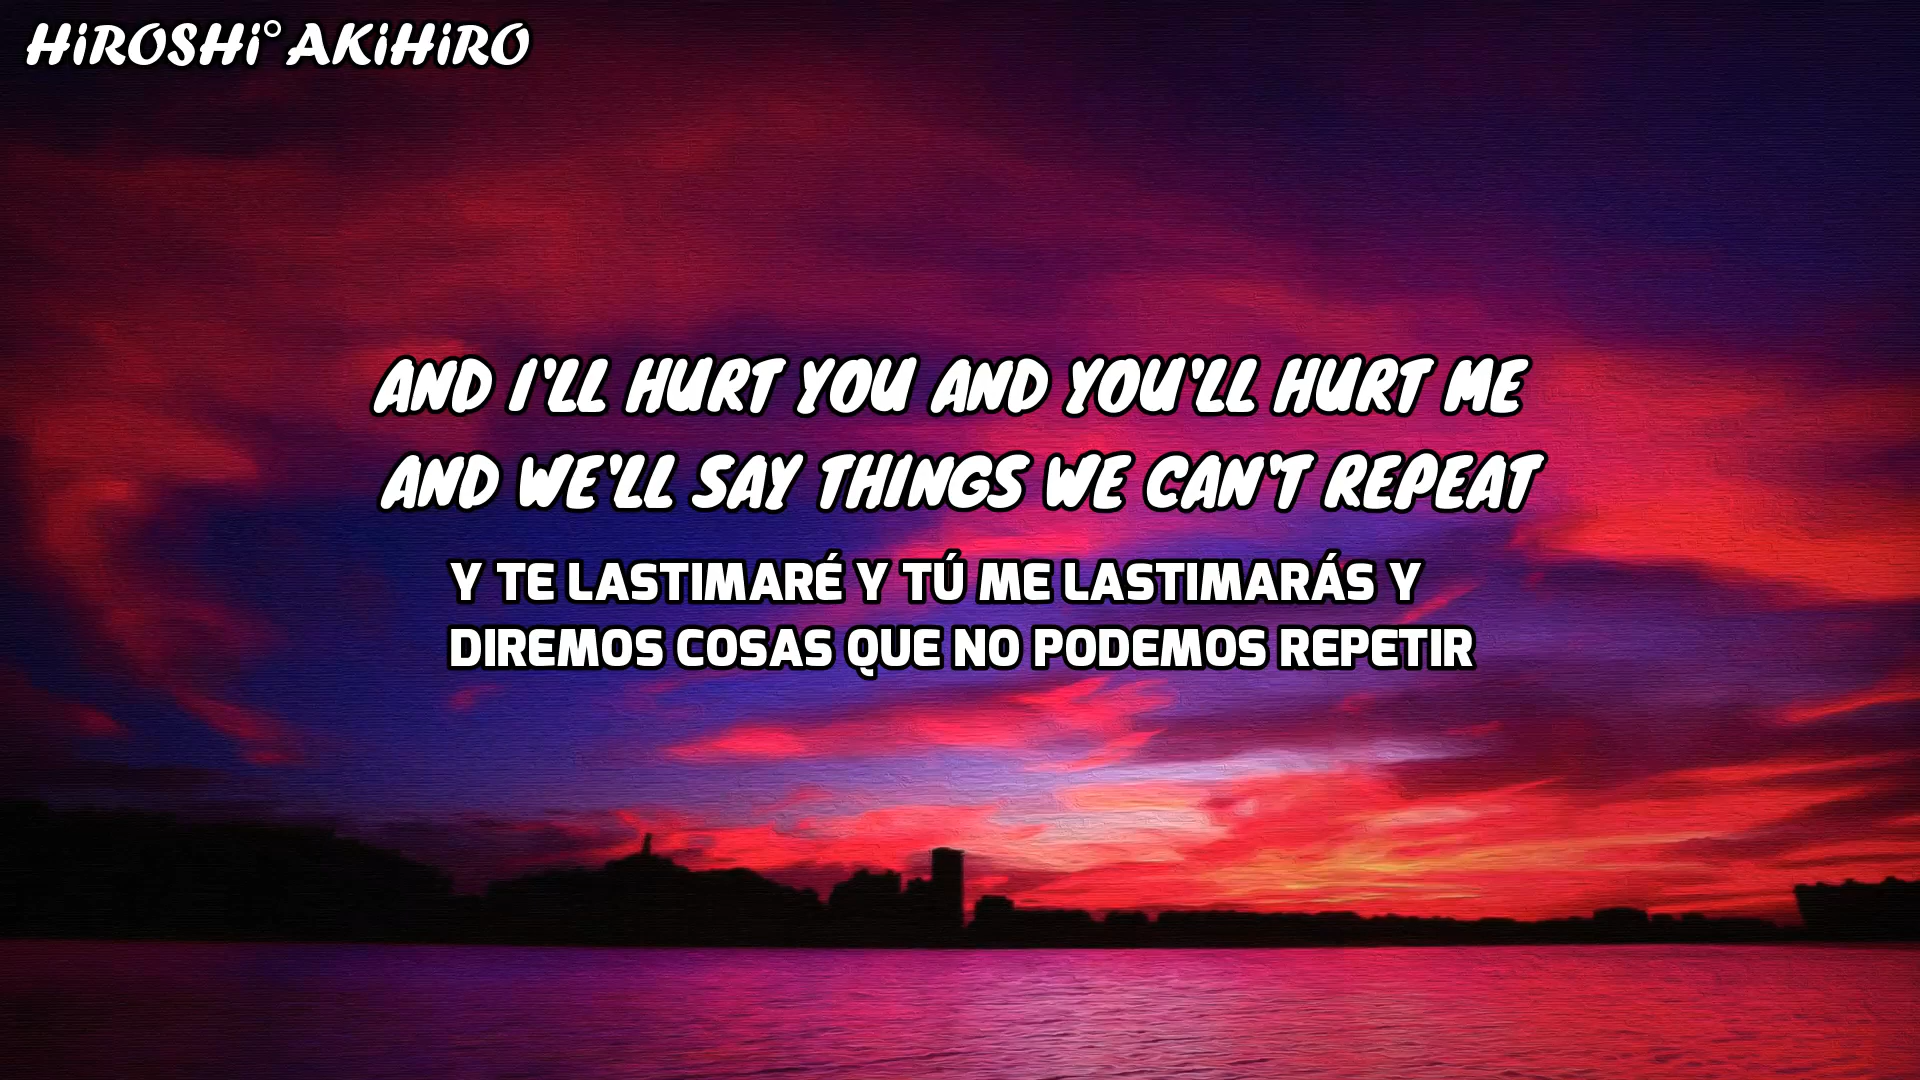 HiROSHi°AKiHiRO
AND I'LL HURT YOU AND YOU'LL HURT ME
AND WE'LL SAY THINGS WE CAN'T REPEAT
Y TE LASTIMARÉ Y TÚ ME LASTIMARÁS Y
DIREMOS COSAS QUE NO PODEMOS REPETIR